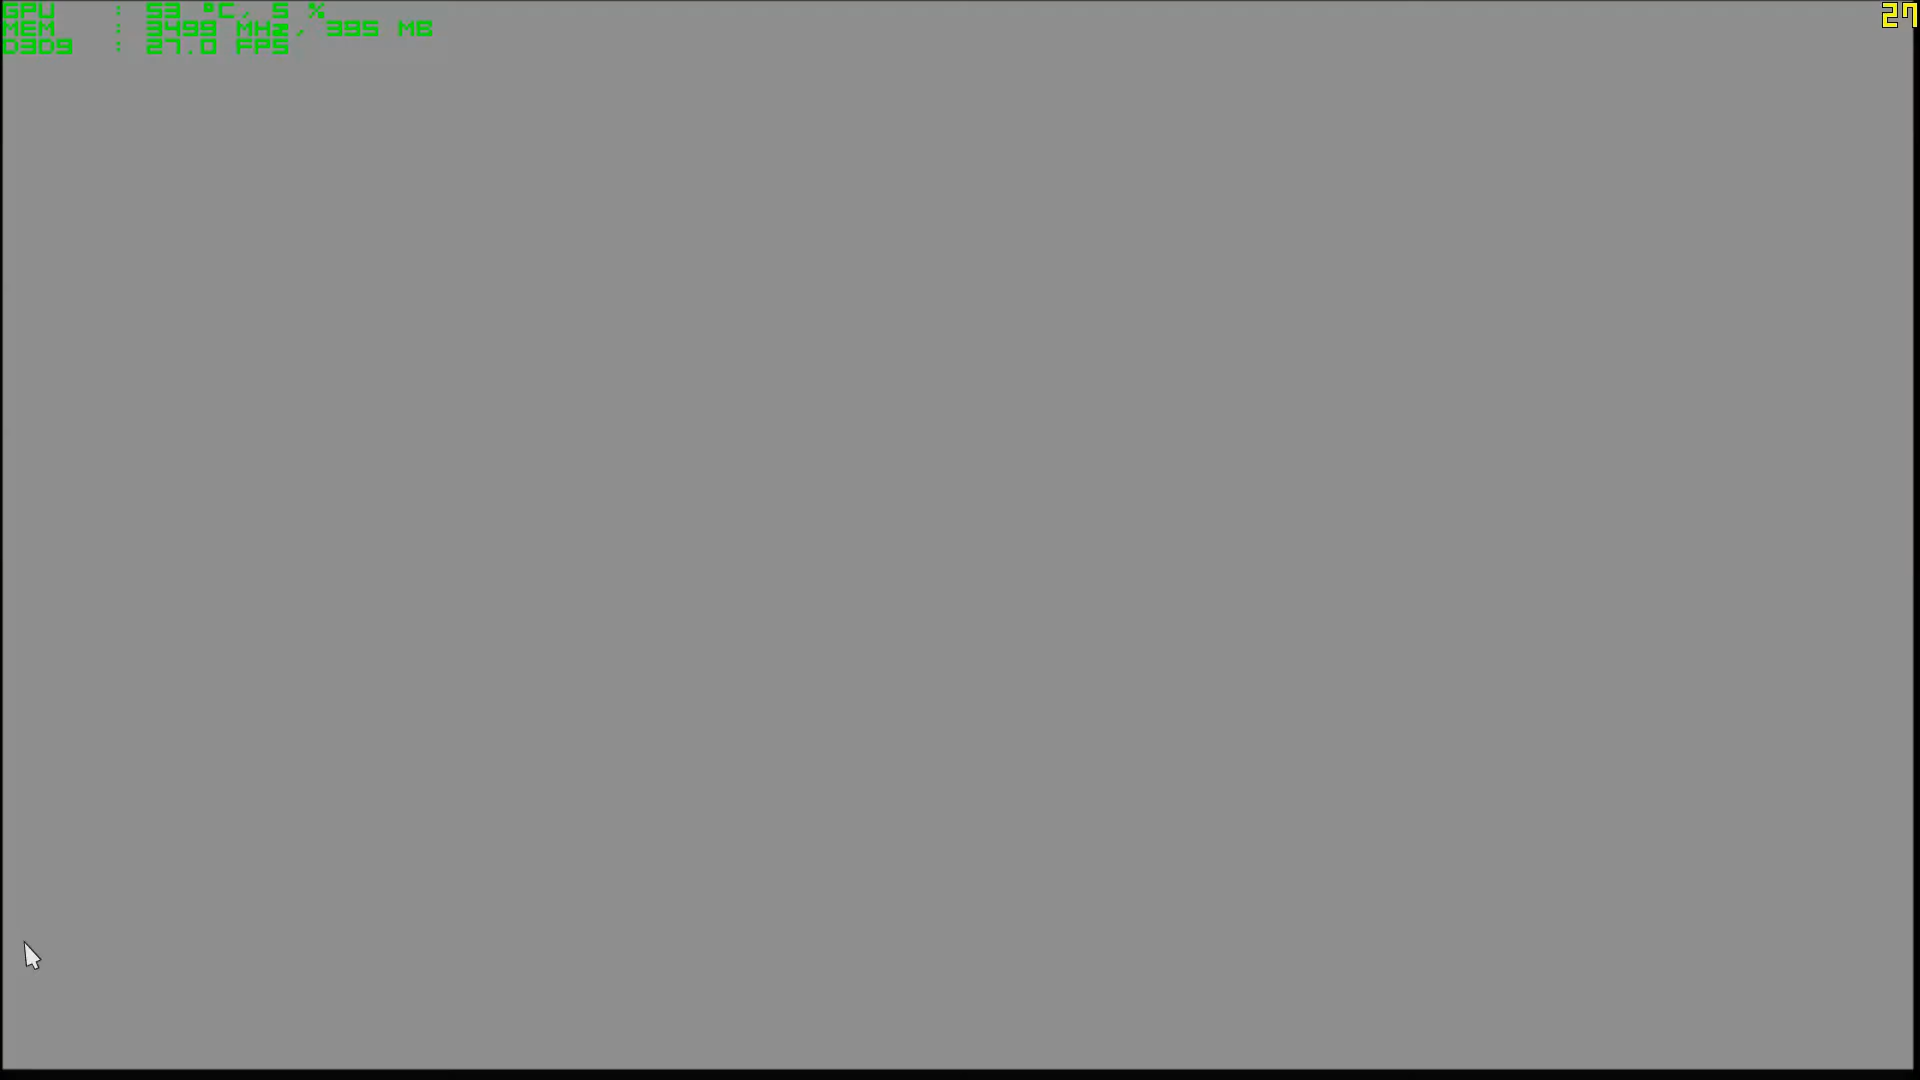 GPU : 53 °C, 5 %
MEM : 3499 MHz, 395 MB
D3D9 : 27.0 FPS
27